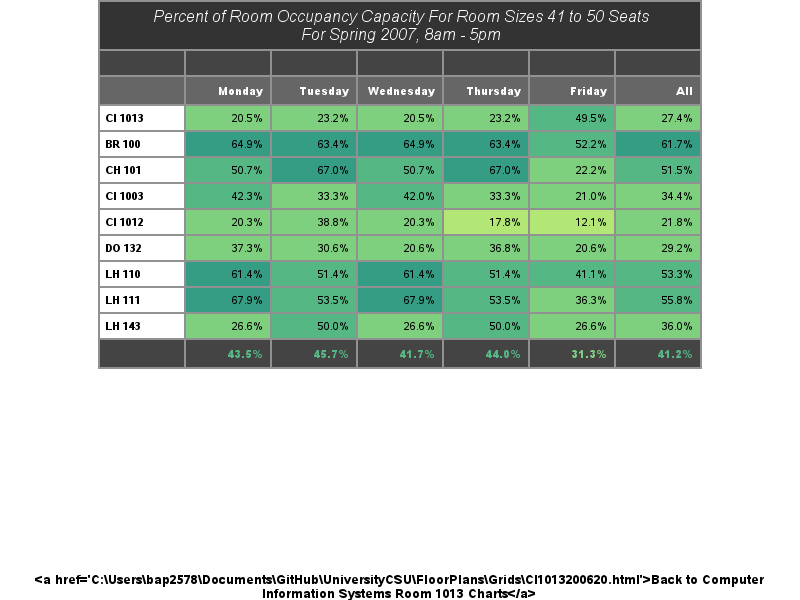 Percent of Room Occupancy Capacity For Room Sizes 41 to 50 Seats
For Spring 2007, 8am - 5pm
Monday Tuesday Wednesday Thursday Friday All
CI 1013 20.5% 23.2% 20.5% 23.2% 49.5% 27.4%
BR 100 64.9% 63.4% 64.9% 63.4% 52.2% 61.7%
CH 101 50.7% 67.0% 50.7% 67.0% 22.2% 51.5%
CI 1003 42.3% 33.3% 42.0% 33.3% 21.0% 34.4%
CI 1012 20.3% 38.8% 20.3% 17.8% 12.1% 21.8%
DO 132 37.3% 30.6% 20.6% 36.8% 20.6% 29.2%
LH 110 61.4% 51.4% 61.4% 51.4% 41.1% 53.3%
LH 111 67.9% 53.5% 67.9% 53.5% 36.3% 55.8%
LH 143 26.6% 50.0% 26.6% 50.0% 26.6% 36.0%
43.5% 45.7% 41.7% 44.0% 31.3% 41.2%
<a href='C:\Users\bap2578\Documents\GitHub\UniversityCSU\FloorPlans\Grids\CI1013200620.html'>Back to Computer
Information Systems Room 1013 Charts</a>